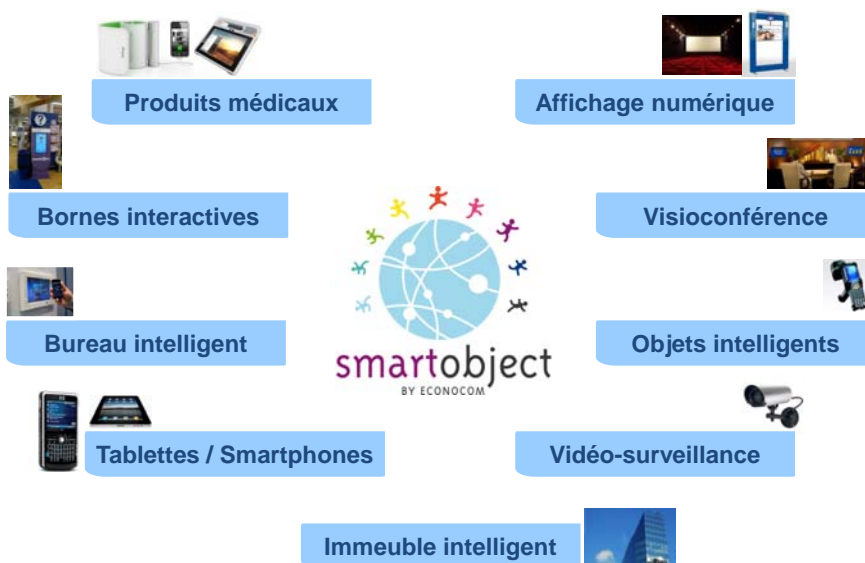 Produits médicaux
Affichage numérique
Bornes interactives
Visioconférence
Bureau intelligent
Objets intelligents
smartobject
BY ECONOCOM
Tablettes / Smartphones
Vidéo-surveillance
Immeuble intelligent